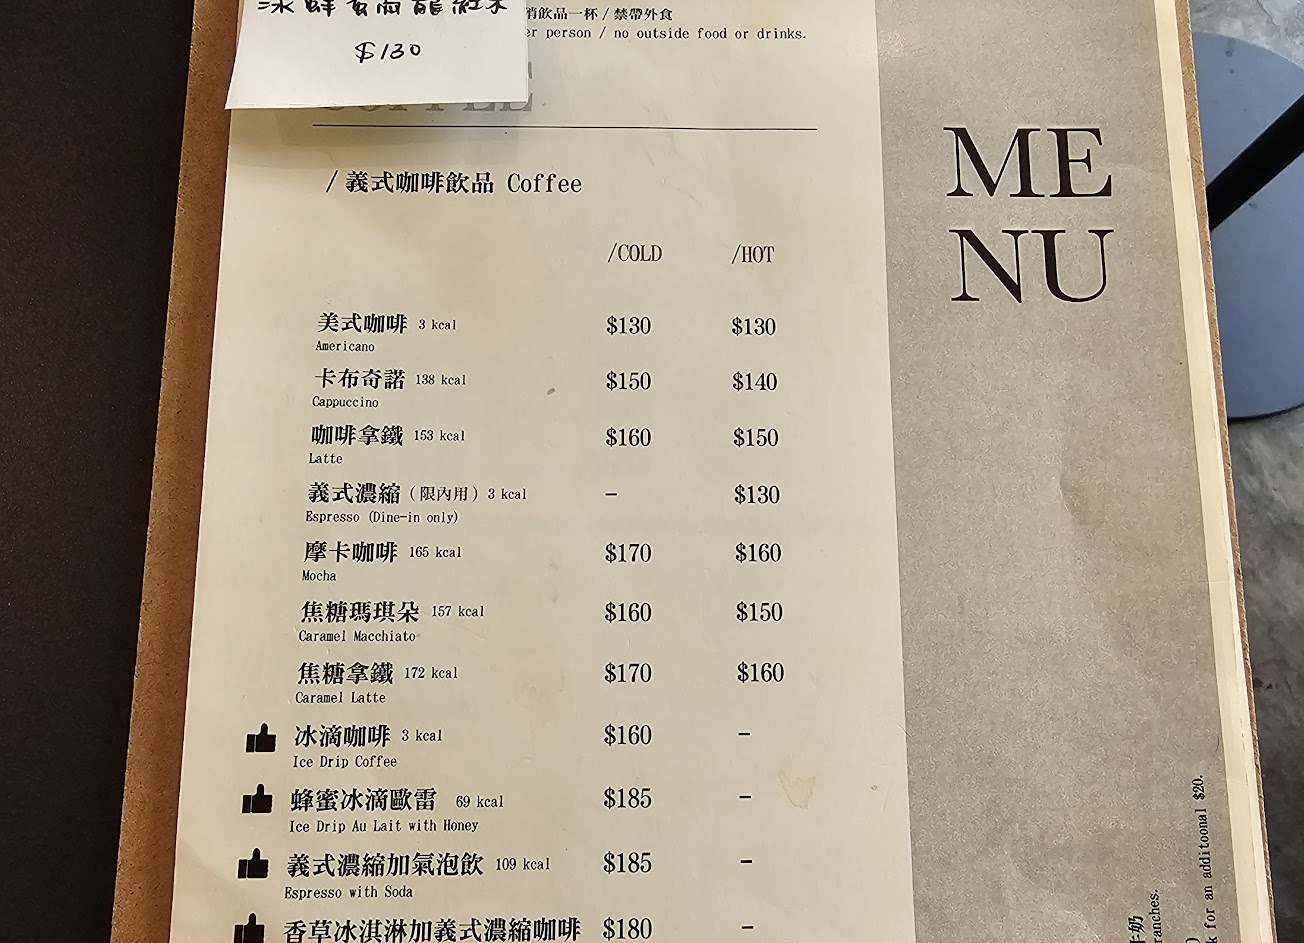 $130
飲品一杯/禁帶外食
person / no outside food or drinks.
/ 義式咖啡飲品 Coffee
/COLD /HOT
美式咖啡 3 kcal $130 $130
Americano
卡布奇諾 138 kcal $150 $140
Cappuccino
咖啡拿鐵 153 kcal $160 $150
Latte
義式濃縮(限內用) 3 kcal - $130
Espresso (Dine-in only)
摩卡咖啡 165 kcal $170 $160
Mocha
焦糖瑪琪朵 157 kcal $160 $150
Caramel Macchiato
焦糖拿鐵 172 kcal $170 $160
Caramel Latte
冰滴咖啡 3 kcal $160 -
Ice Drip Coffee
蜂蜜冰滴歐雷 69 kcal $185 -
Ice Drip Au Lait with Honey
義式濃縮加氣泡飲 109 kcal $185 -
Espresso with Soda
香草冰淇淋加義式濃縮咖啡 $180 -
ME
NU
牛奶
for an additoonal $20.